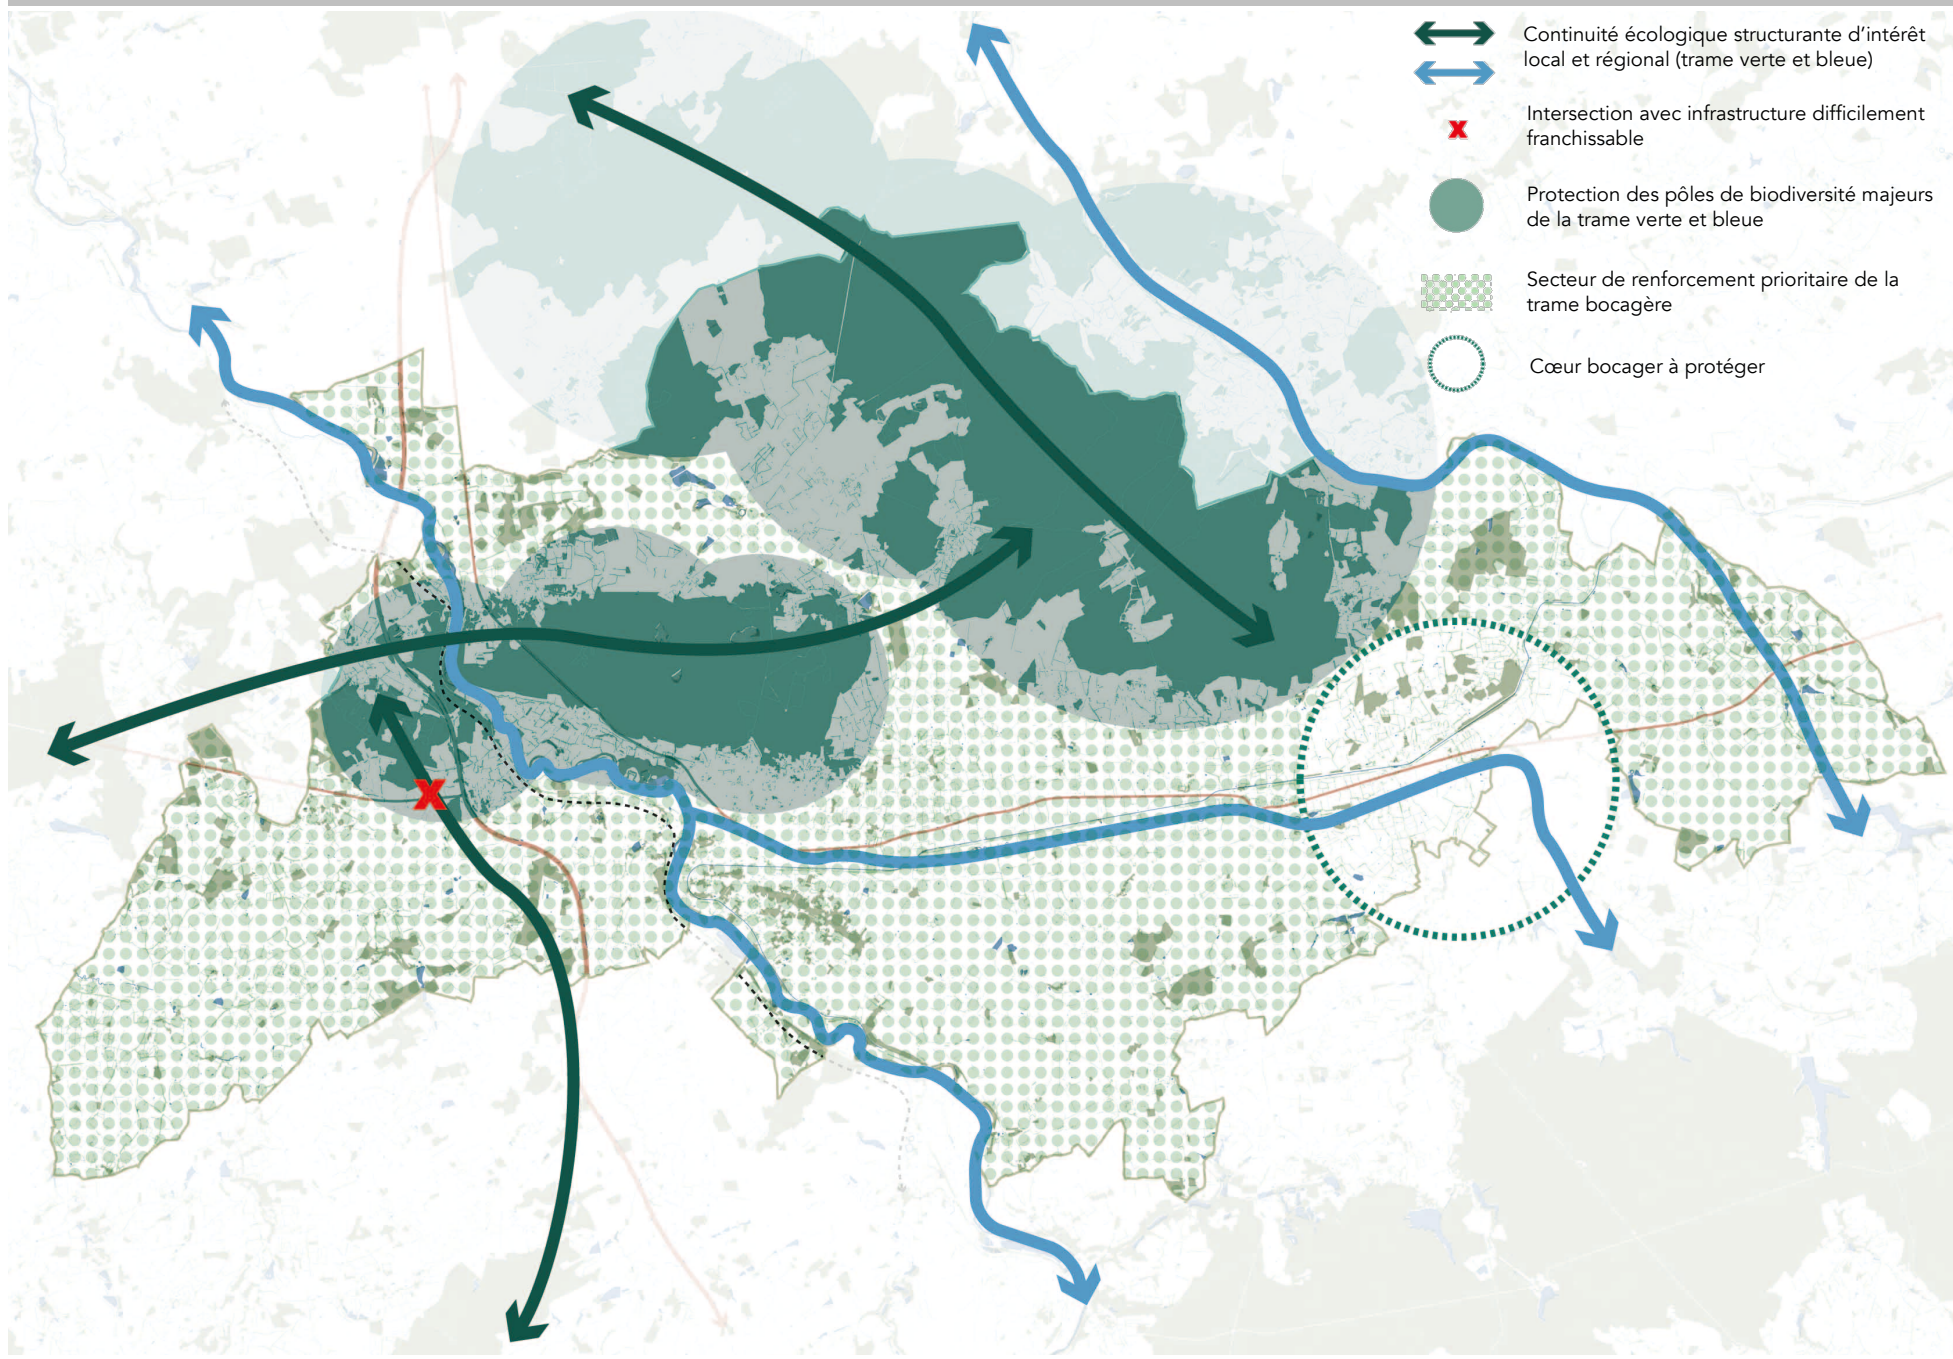 Continuité écologique structurante d’intérêt
local et régional (trame verte et bleue)
Intersection avec infrastructure difficilement
franchissable
Protection des pôles de biodiversité majeurs
de la trame verte et bleue
Secteur de renforcement prioritaire de la
trame bocagère
Cœur bocager à protéger